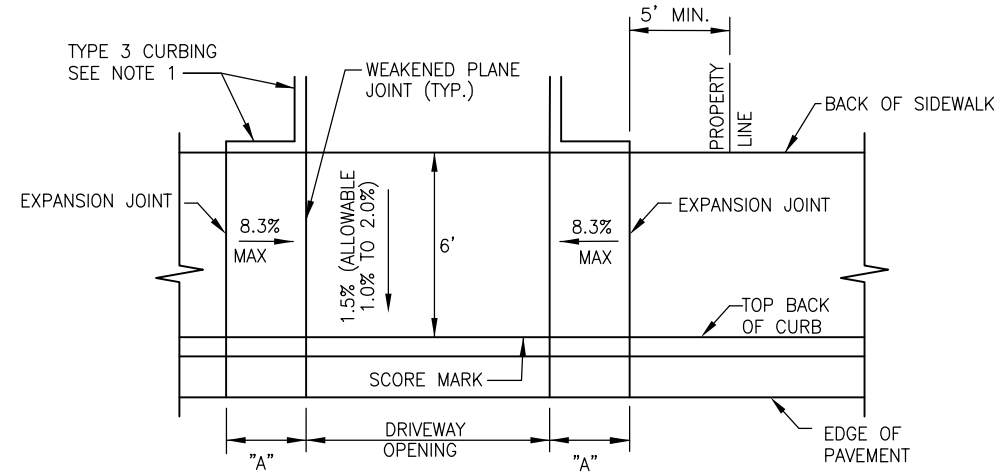 5' MIN.
TYPE 3 CURBING
SEE NOTE 1
WEAKENED PLANE
JOINT (TYP.)
PROPERTY
LINE
BACK OF SIDEWALK
EXPANSION JOINT
8.3%
MAX
1.5% (ALLOWABLE
1.0% TO 2.0%)
6'
8.3%
MAX
EXPANSION JOINT
TOP BACK
OF CURB
SCORE MARK
"A"
DRIVEWAY
OPENING
"A"
EDGE OF
PAVEMENT